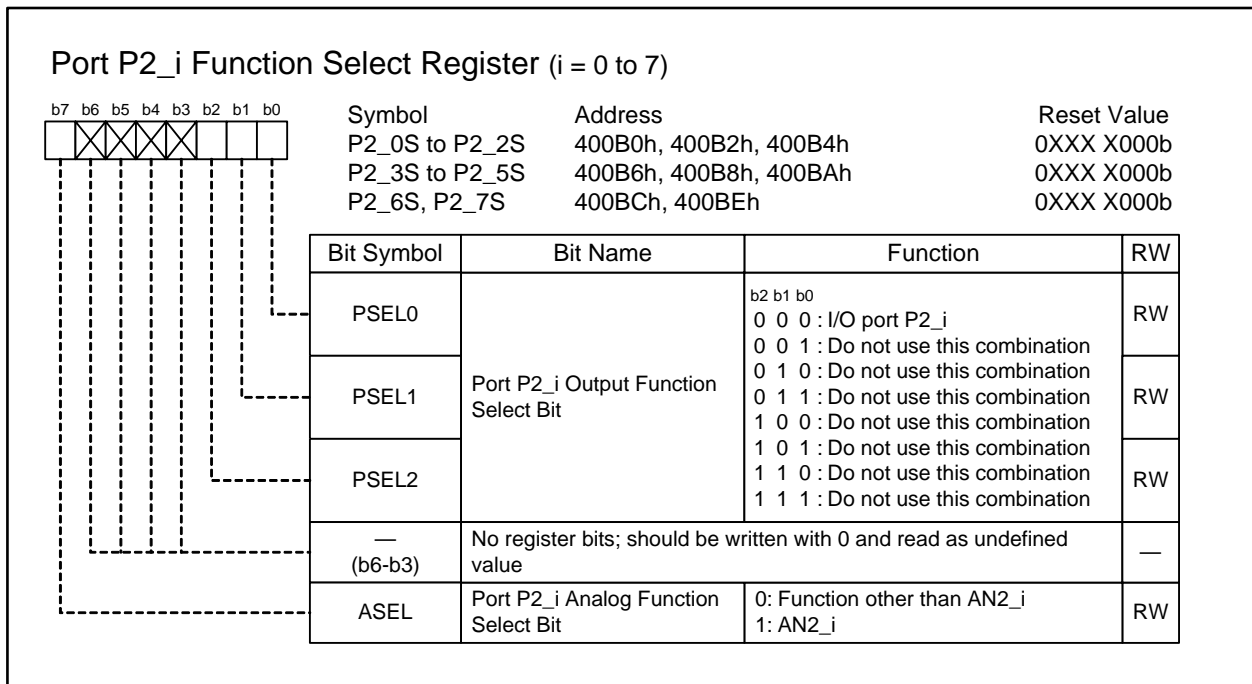 Port P2_i Function Select Register (i = 0 to 7)
b7 b6 b5 b4 b3 b2 b1 b0
Symbol Address Reset Value
P2_0S to P2_2S 400B0h, 400B2h, 400B4h 0XXX X000b
P2_3S to P2_5S 400B6h, 400B8h, 400BAh 0XXX X000b
P2_6S, P2_7S 400BCh, 400BEh 0XXX X000b
Bit Symbol Bit Name Function RW
PSEL0
PSEL1
PSEL2
Port P2_i Output Function
Select Bit
b2 b1 b0
0 0 0 : I/O port P2_i
0 0 1 : Do not use this combination
0 1 0 : Do not use this combination
0 1 1 : Do not use this combination
1 0 0 : Do not use this combination
1 0 1 : Do not use this combination
1 1 0 : Do not use this combination
1 1 1 : Do not use this combination
RW
RW
RW
—
(b6-b3)
No register bits; should be written with 0 and read as undefined
value
—
ASEL
Port P2_i Analog Function
Select Bit
0: Function other than AN2_i
1: AN2_i
RW